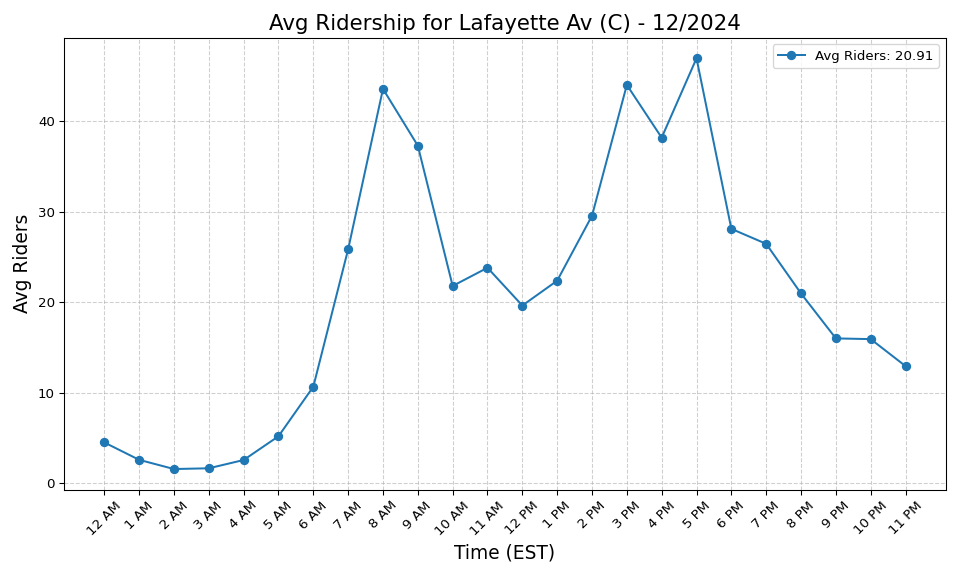 Avg Ridership for Lafayette Av (C) - 12/2024
Avg Riders: 20.91
Avg Riders
40
30
20
10
0
12 AM
1 AM
2 AM
3 AM
4 AM
5 AM
6 AM
7 AM
8 AM
9 AM
10 AM
11 AM
12 PM
1 PM
2 PM
3 PM
4 PM
5 PM
6 PM
7 PM
8 PM
9 PM
10 PM
11 PM
Time (EST)